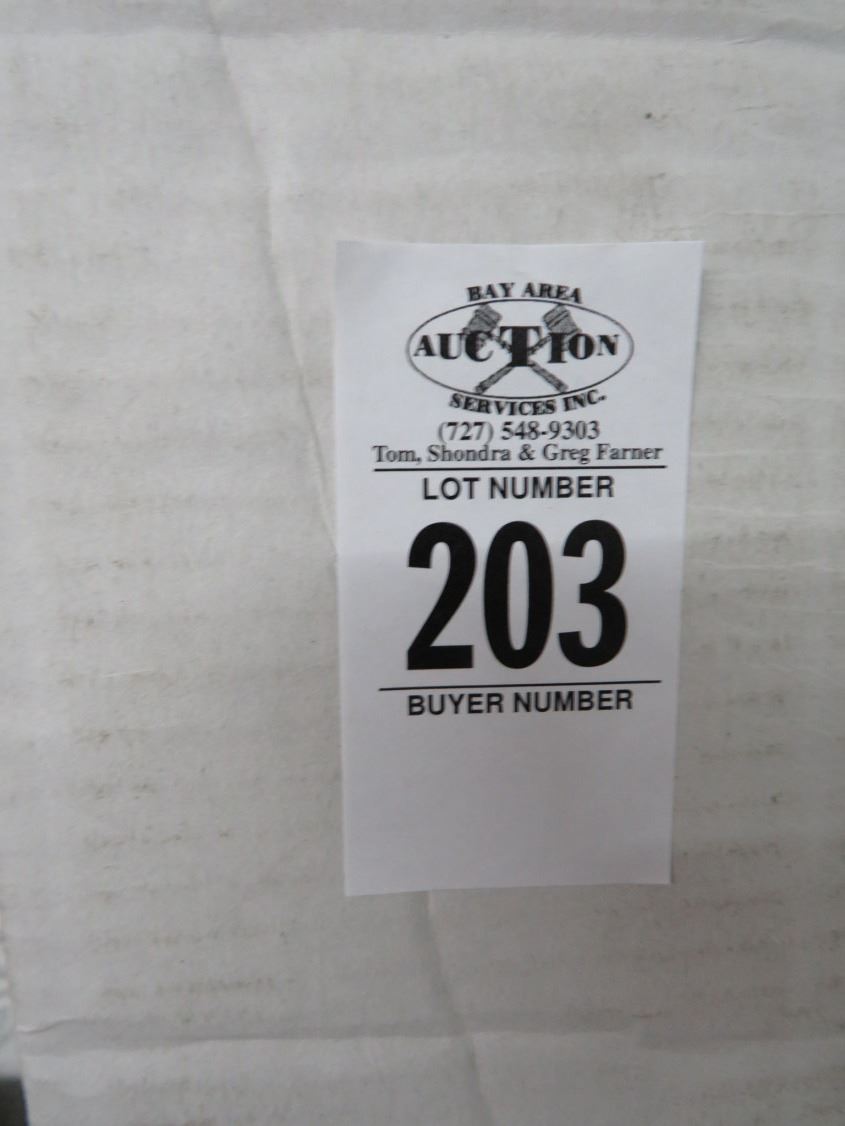 BAY AREA
AUCTION
SERVICES INC.
(727) 548-9303
Tom, Shondra & Greg Farner
LOT NUMBER
203
BUYER NUMBER